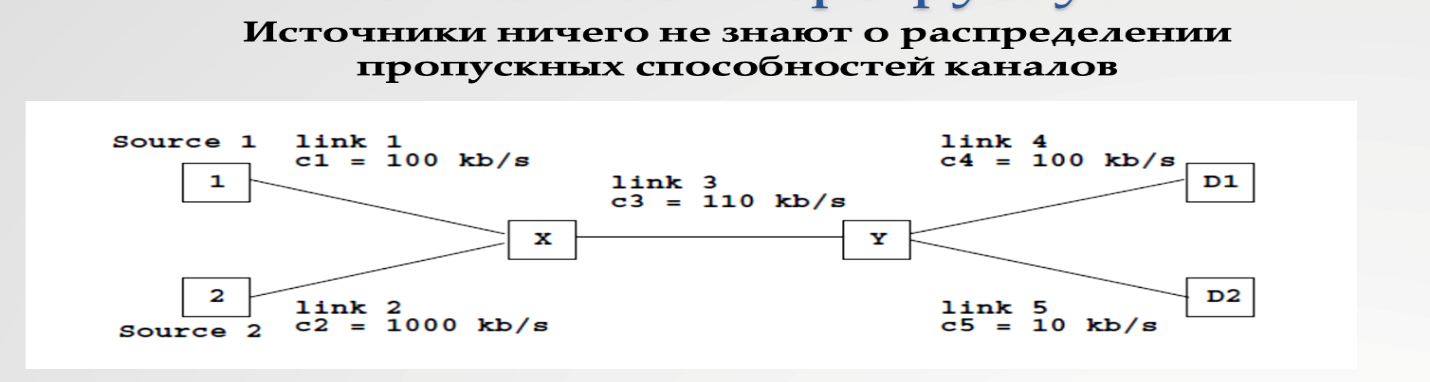 Источники ничего не знают о распределении
пропускных способностей каналов
Source 1
link 1
c1 = 100 kb/s
1
link 3
c3 = 110 kb/s
link 4
c4 = 100 kb/s
D1
X
Y
2
Source 2
link 2
c2 = 1000 kb/s
link 5
c5 = 10 kb/s
D2